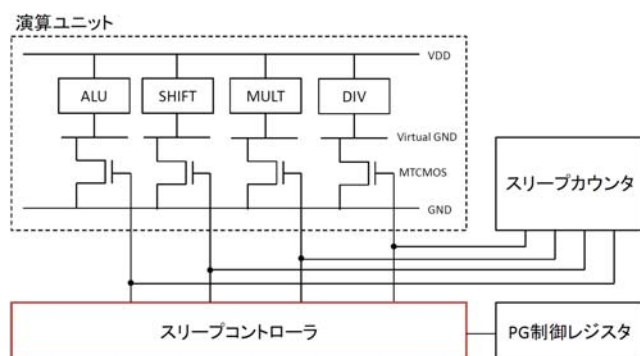 演算ユニット
VDD
ALU
SHIFT
MULT
DIV
Virtual GND
MTCMOS
GND
スリープカウンタ
スリープコントローラ
PG制御レジスタ